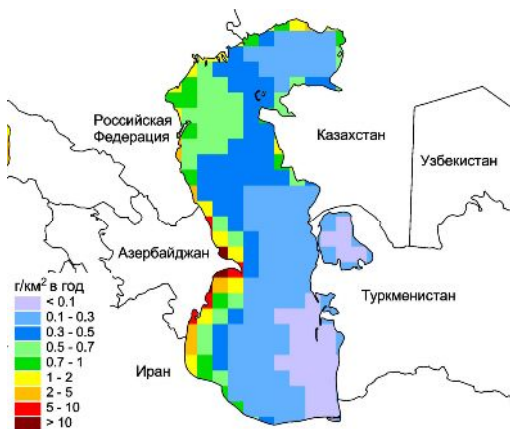 Российская
Федерация
Казахстан
Узбекистан
Азербайджан
Туркменистан
Иран
г/км² в год
< 0.1
0.1 - 0.3
0.3 - 0.5
0.5 - 0.7
0.7 - 1
1 - 2
2 - 5
5 - 10
> 10